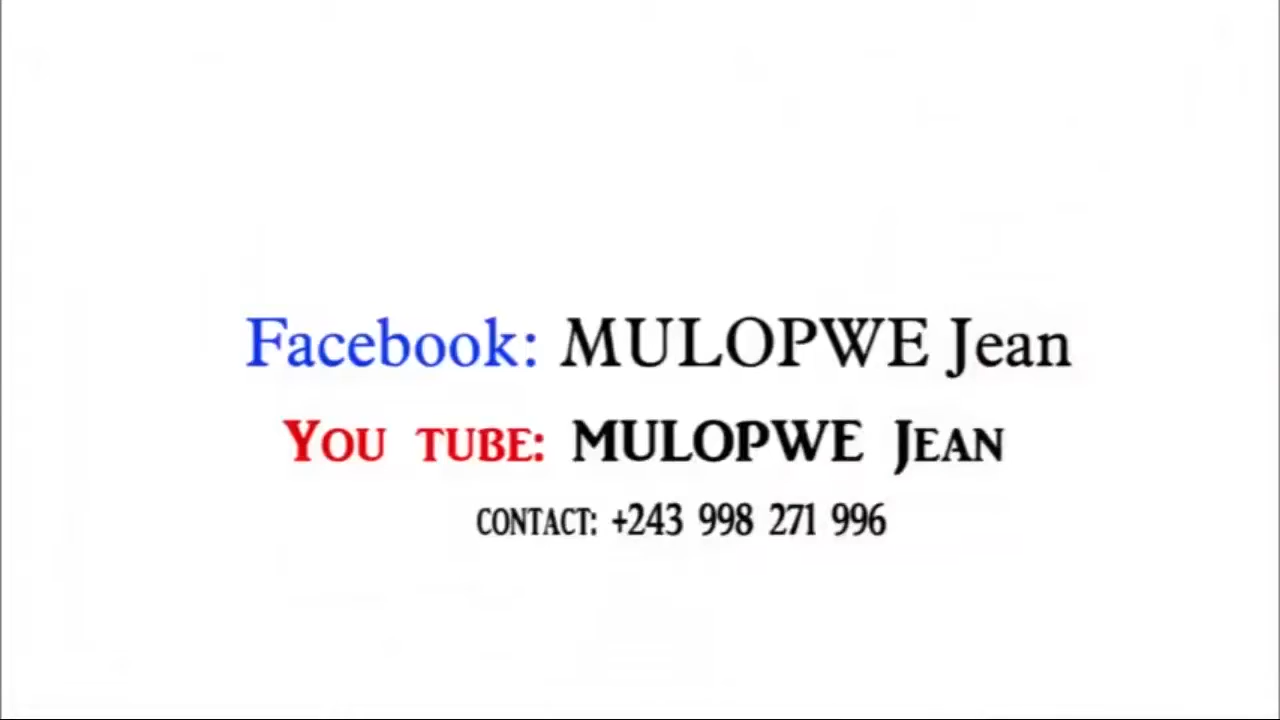 Facebook: MULOPWE Jean
YOU TUBE: MULOPWE JEAN
CONTACT: +243 998 271 996